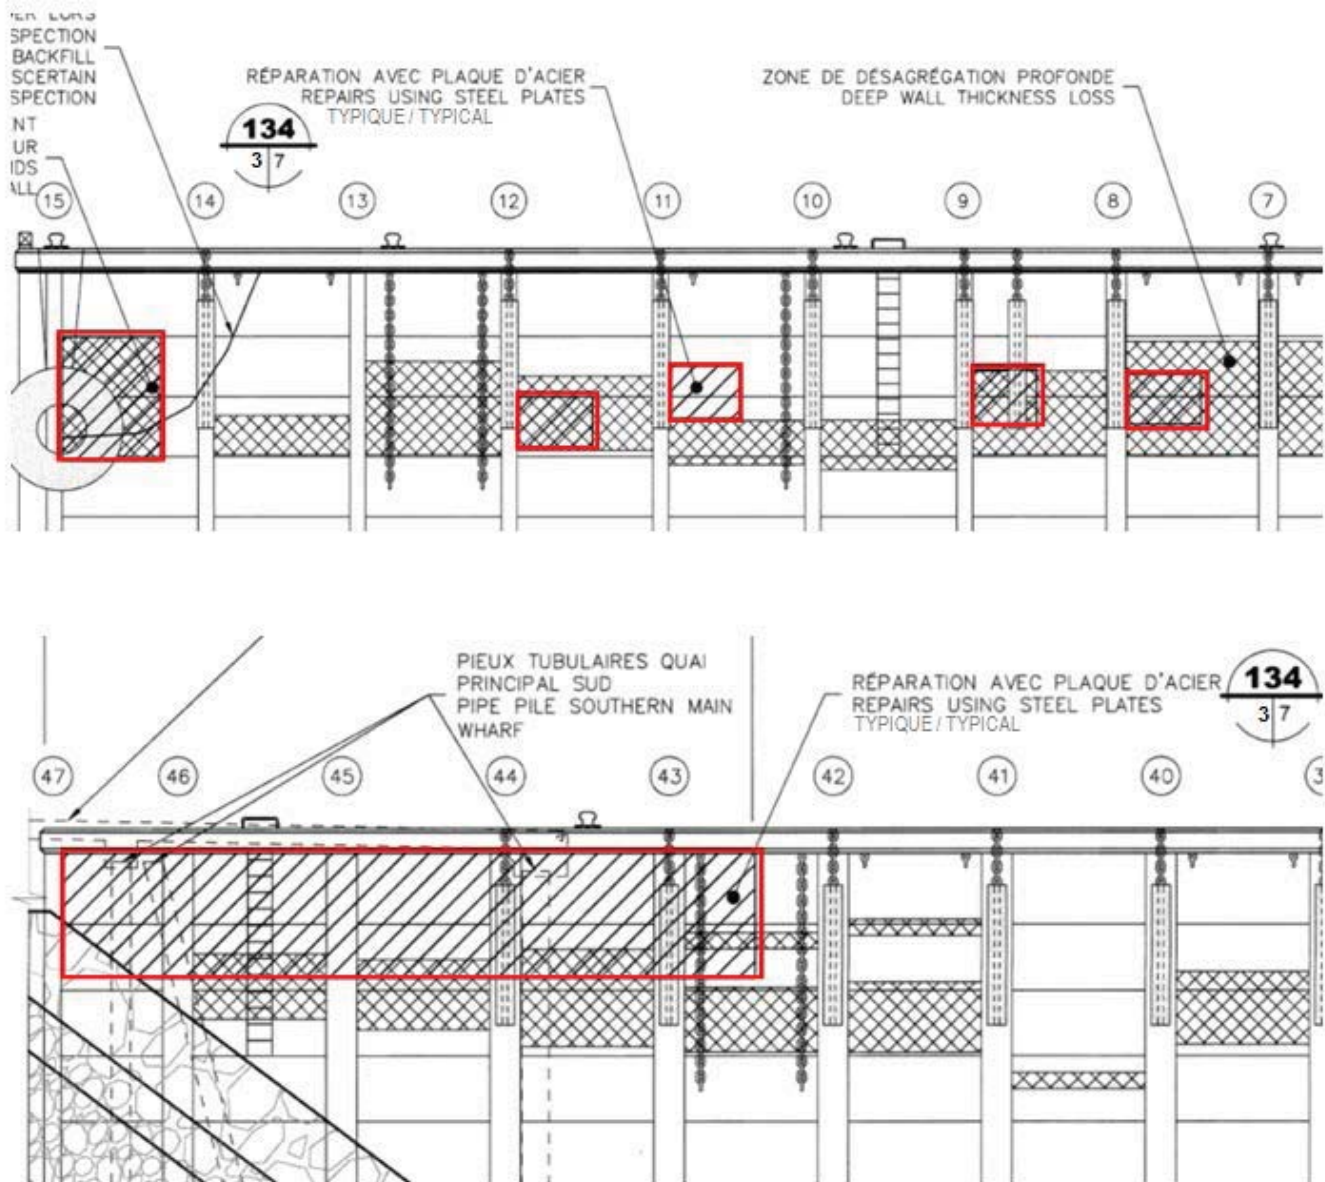 SPECTION
BACKFILL
SCERTAIN
SPECTION
NT
UR
NDS
ALL
RÉPARATION AVEC PLAQUE D'ACIER
REPAIRS USING STEEL PLATES
TYPIQUE / TYPICAL
134
3 7
ZONE DE DÉSAGRÉGATION PROFONDE
DEEP WALL THICKNESS LOSS
15 14 13 12 11 10 9 8 7
PIEUX TUBULAIRES QUAI
PRINCIPAL SUD
PIPE PILE SOUTHERN MAIN
WHARF
RÉPARATION AVEC PLAQUE D'ACIER
REPAIRS USING STEEL PLATES
TYPIQUE / TYPICAL
134
3 7
47 46 45 44 43 42 41 40 3